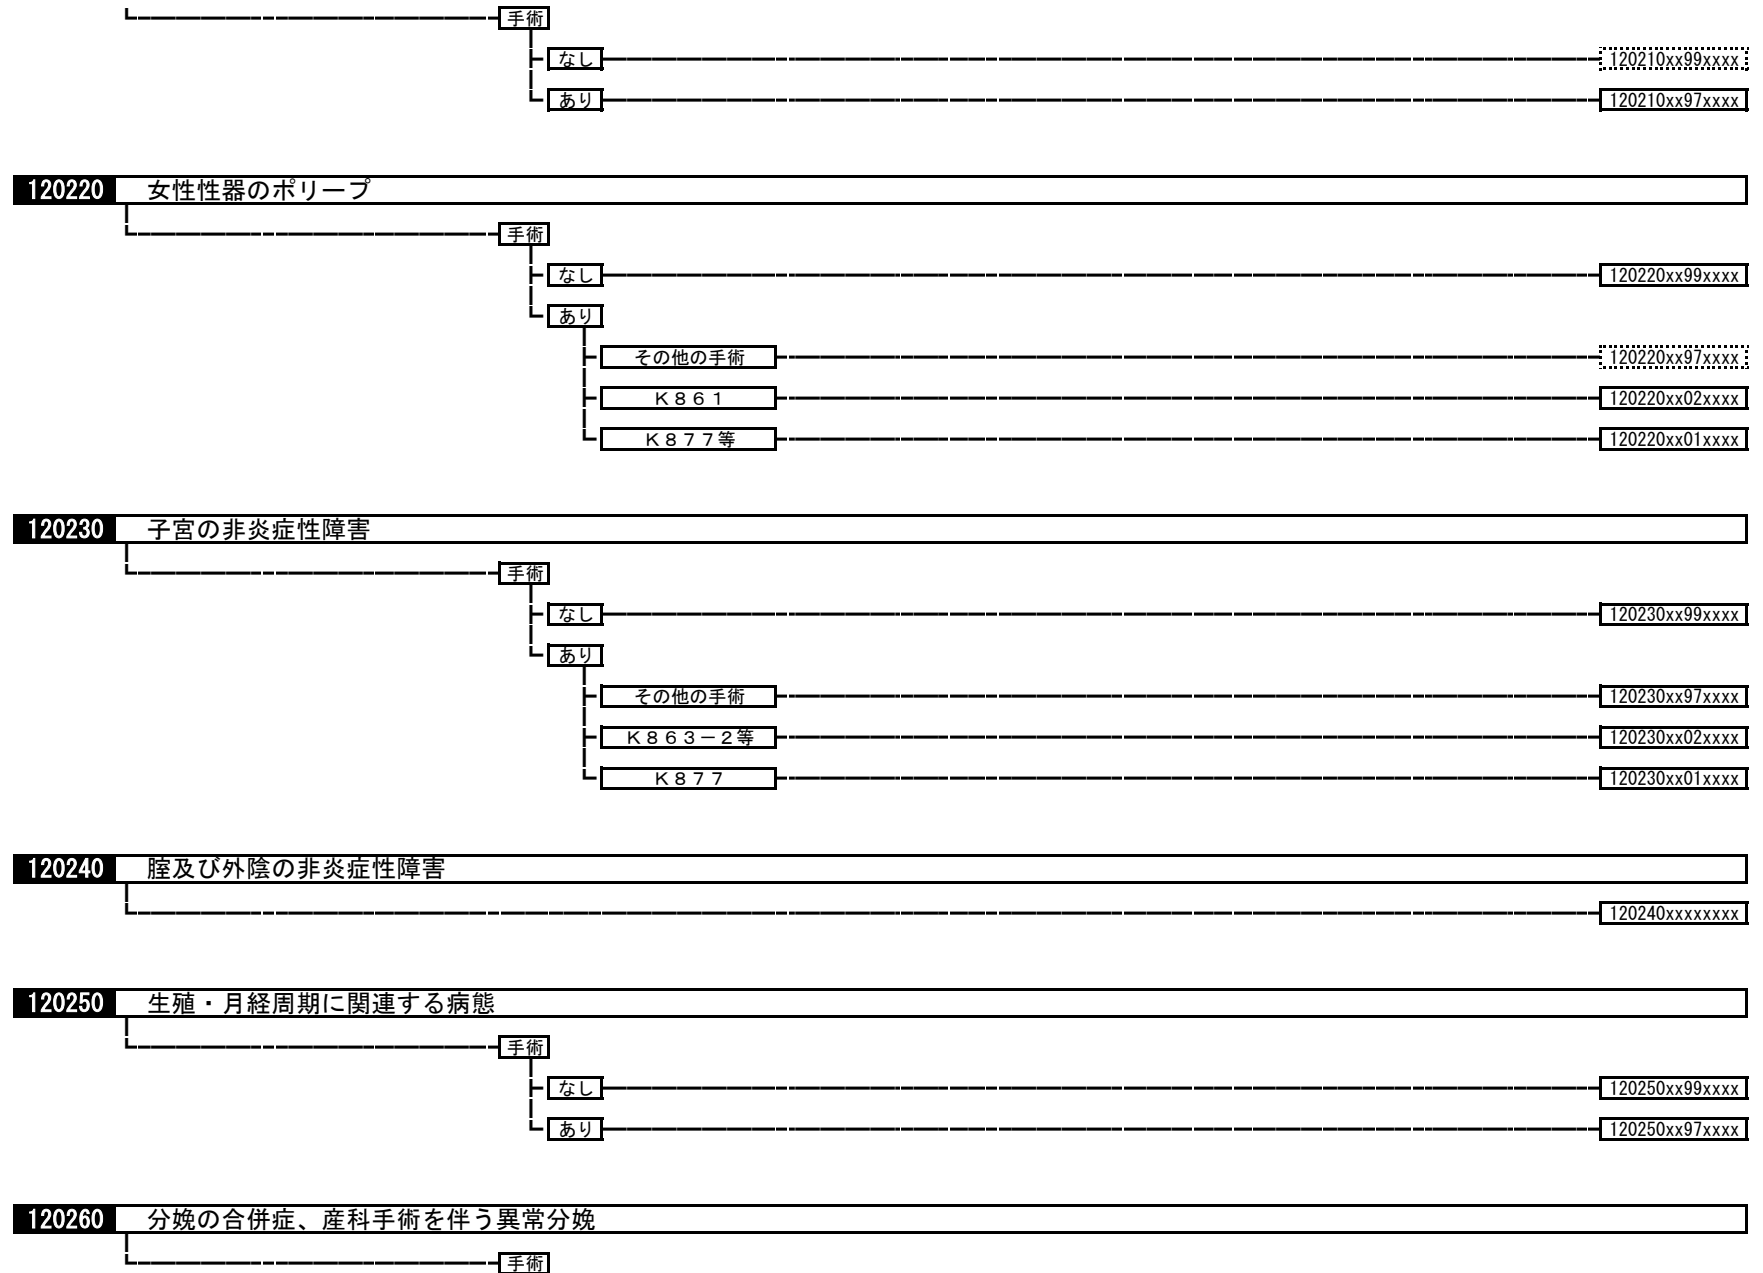 手術
なし 120210xx99xxxx
あり 120210xx97xxxx
120220 女性性器のポリープ
手術
なし 120220xx99xxxx
あり
その他の手術 120220xx97xxxx
K861 120220xx02xxxx
K877等 120220xx01xxxx
120230 子宮の非炎症性障害
手術
なし 120230xx99xxxx
あり
その他の手術 120230xx97xxxx
K863-2等 120230xx02xxxx
K877 120230xx01xxxx
120240 腟及び外陰の非炎症性障害
120240xxxxxxxx
120250 生殖・月経周期に関連する病態
手術
なし 120250xx99xxxx
あり 120250xx97xxxx
120260 分娩の合併症、産科手術を伴う異常分娩
手術